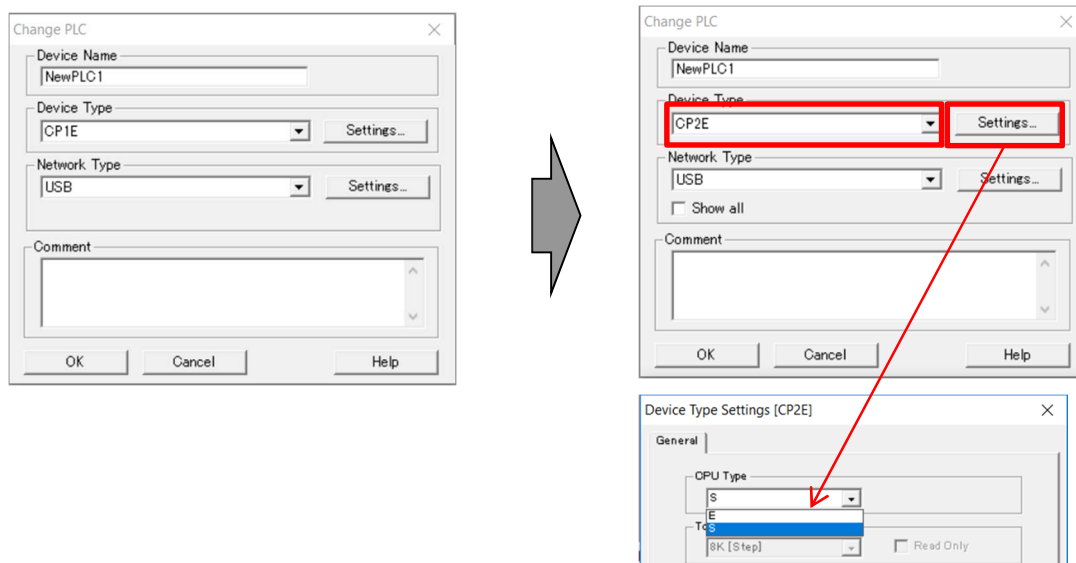 Change PLC
Device Name
NewPLC1
Device Type
CP1E
Settings...
Network Type
USB
Settings...
Comment
OK
Cancel
Help
Change PLC
Device Name
NewPLC1
Device Type
CP2E
Settings...
Network Type
USB
Settings...
Show all
Comment
OK
Cancel
Help
Device Type Settings [CP2E]
General
CPU Type
S
E
S
8K [Step]
Read Only